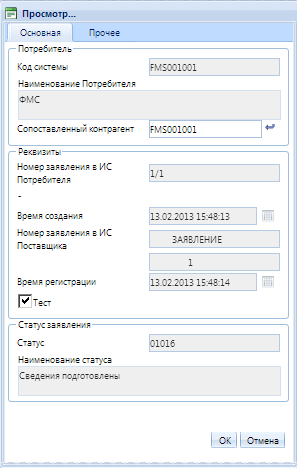 Просмотр...
Основная Прочее
Потребитель
Код системы FMS001001
Наименование Потребителя
ФМС
Сопоставленный контрагент FMS001001
Реквизиты
Номер заявления в ИС
Потребителя 1/1
-
Время создания 13.02.2013 15:48:13
Номер заявления в ИС
Поставщика ЗАЯВЛЕНИЕ
1
Время регистрации 13.02.2013 15:48:14
Тест
Статус заявления
Статус 01016
Наименование статуса
Сведения подготовлены
OK Отмена